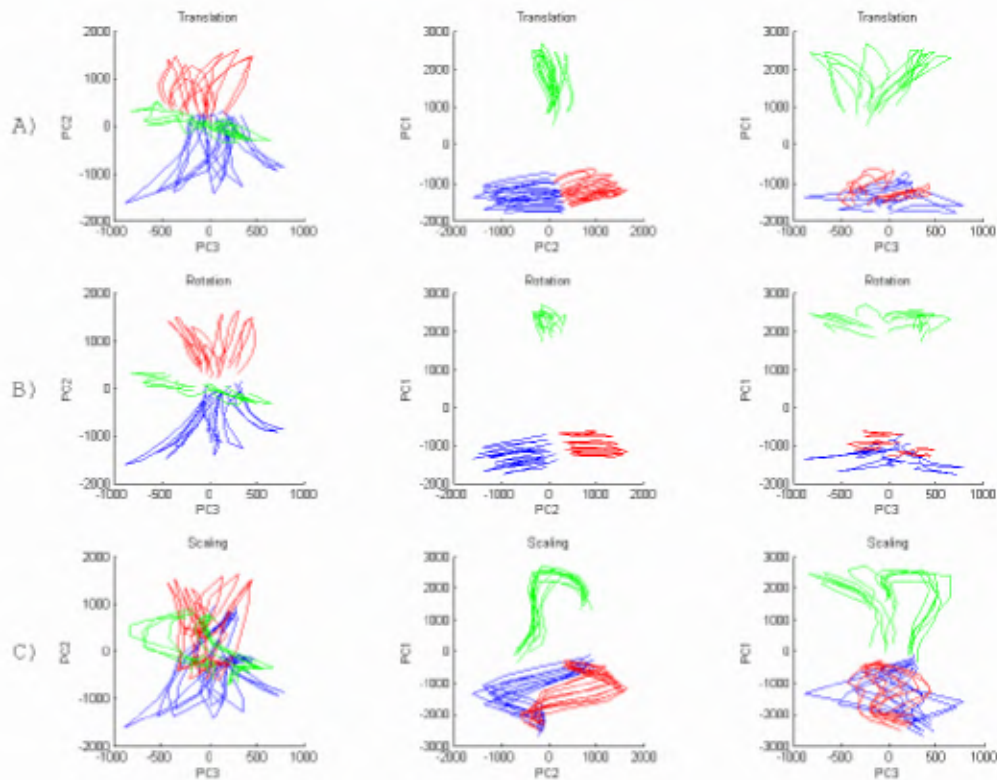 Translation Translation Translation
2000 3000 3000
1000 2000 2000
A) PC2 0 PC1 1000 PC1 1000
0 0
-1000 -1000 -1000
-2000 -2000 -2000
-1000 -500 0 500 1000 -2000 -1000 0 1000 2000 -1000 -500 0 500 1000
PC3 PC2 PC3
Rotation Rotation Rotation
2000 3000 3000
1000 2000 2000
B) PC2 0 PC1 1000 PC1 1000
0 0
-1000 -1000 -1000
-2000 -2000 -2000
-1000 -500 0 500 1000 -2000 -1000 0 1000 2000 -1000 -500 0 500 1000
PC3 PC2 PC3
Scaling Scaling Scaling
2000 3000 3000
1000 2000 2000
1000 1000
C) PC2 0 PC1 0 PC1 0
-1000 -1000 -1000
-2000 -2000
-2000 -3000 -3000
-1000 -500 0 500 1000 -2000 -1000 0 1000 2000 -1000 -500 0 500 1000
PC3 PC2 PC3